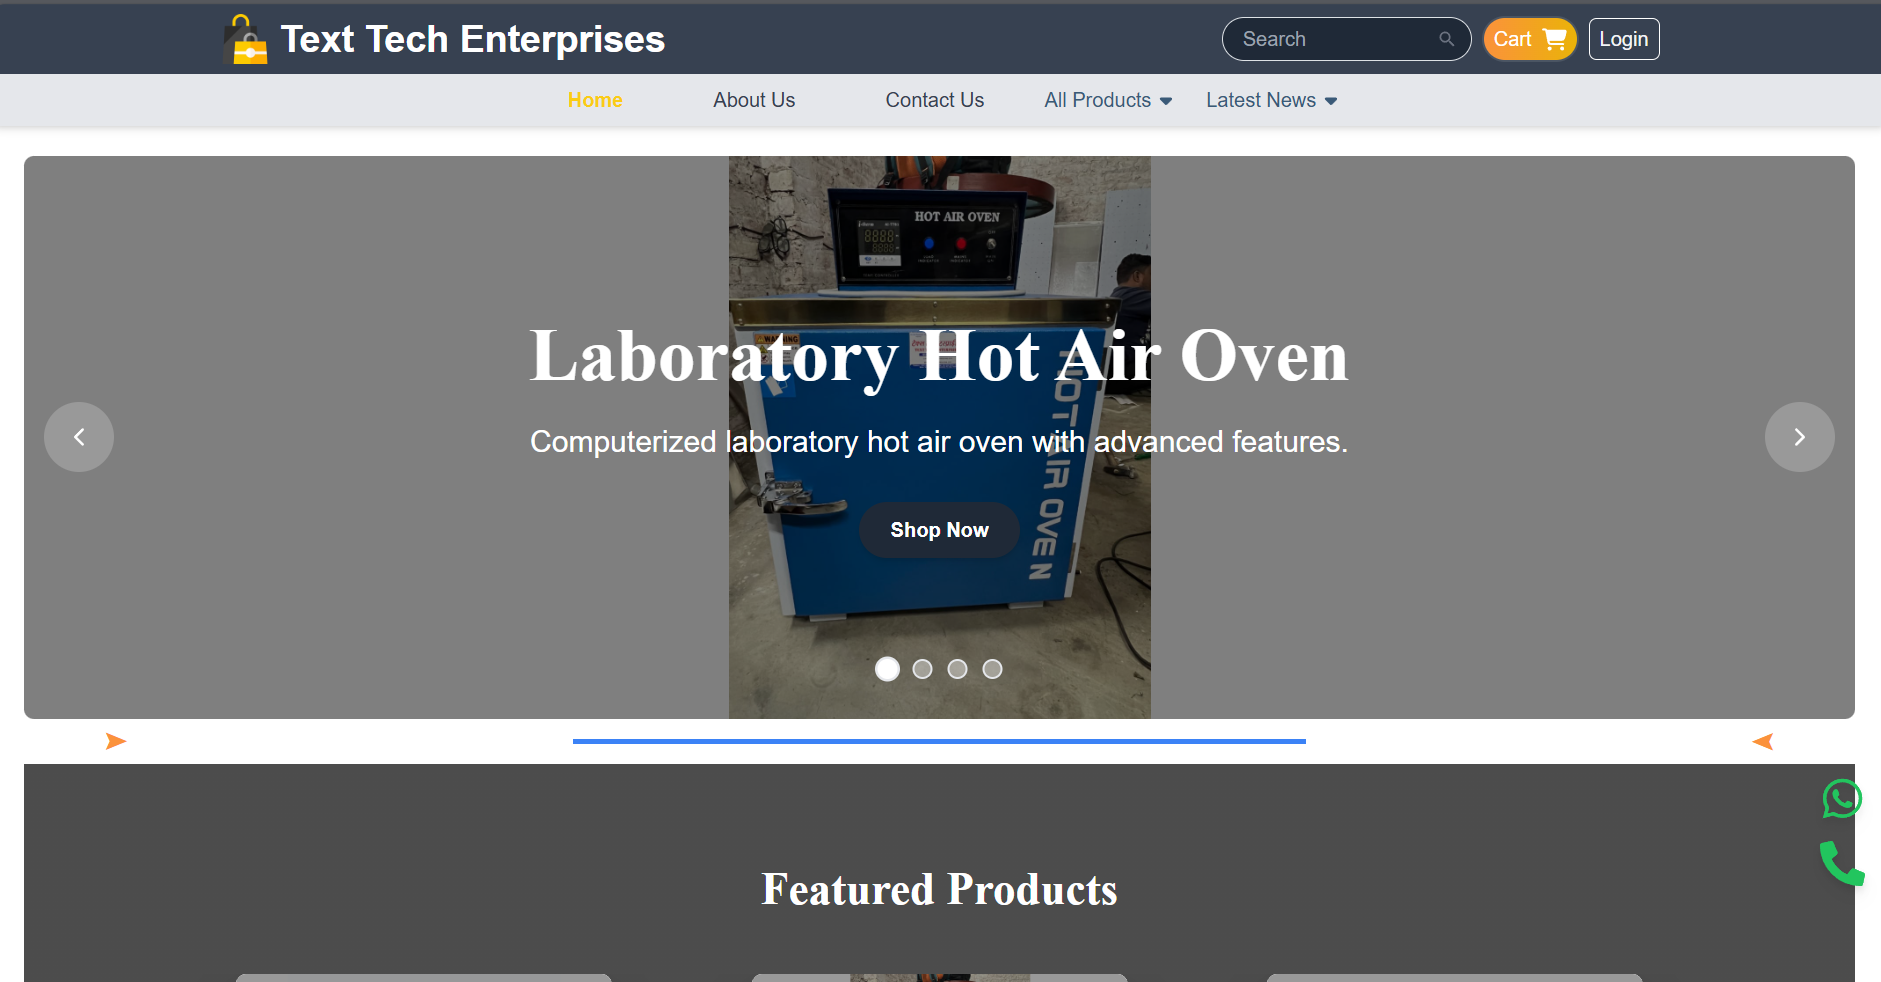 Text Tech Enterprises
Search
Cart
Login
Home
About Us
Contact Us
All Products
Latest News
HOT AIR OVEN
WARNING
Laboratory Hot Air Oven
HOT AIR OVEN
Computerized laboratory hot air oven with advanced features.
Shop Now
Featured Products